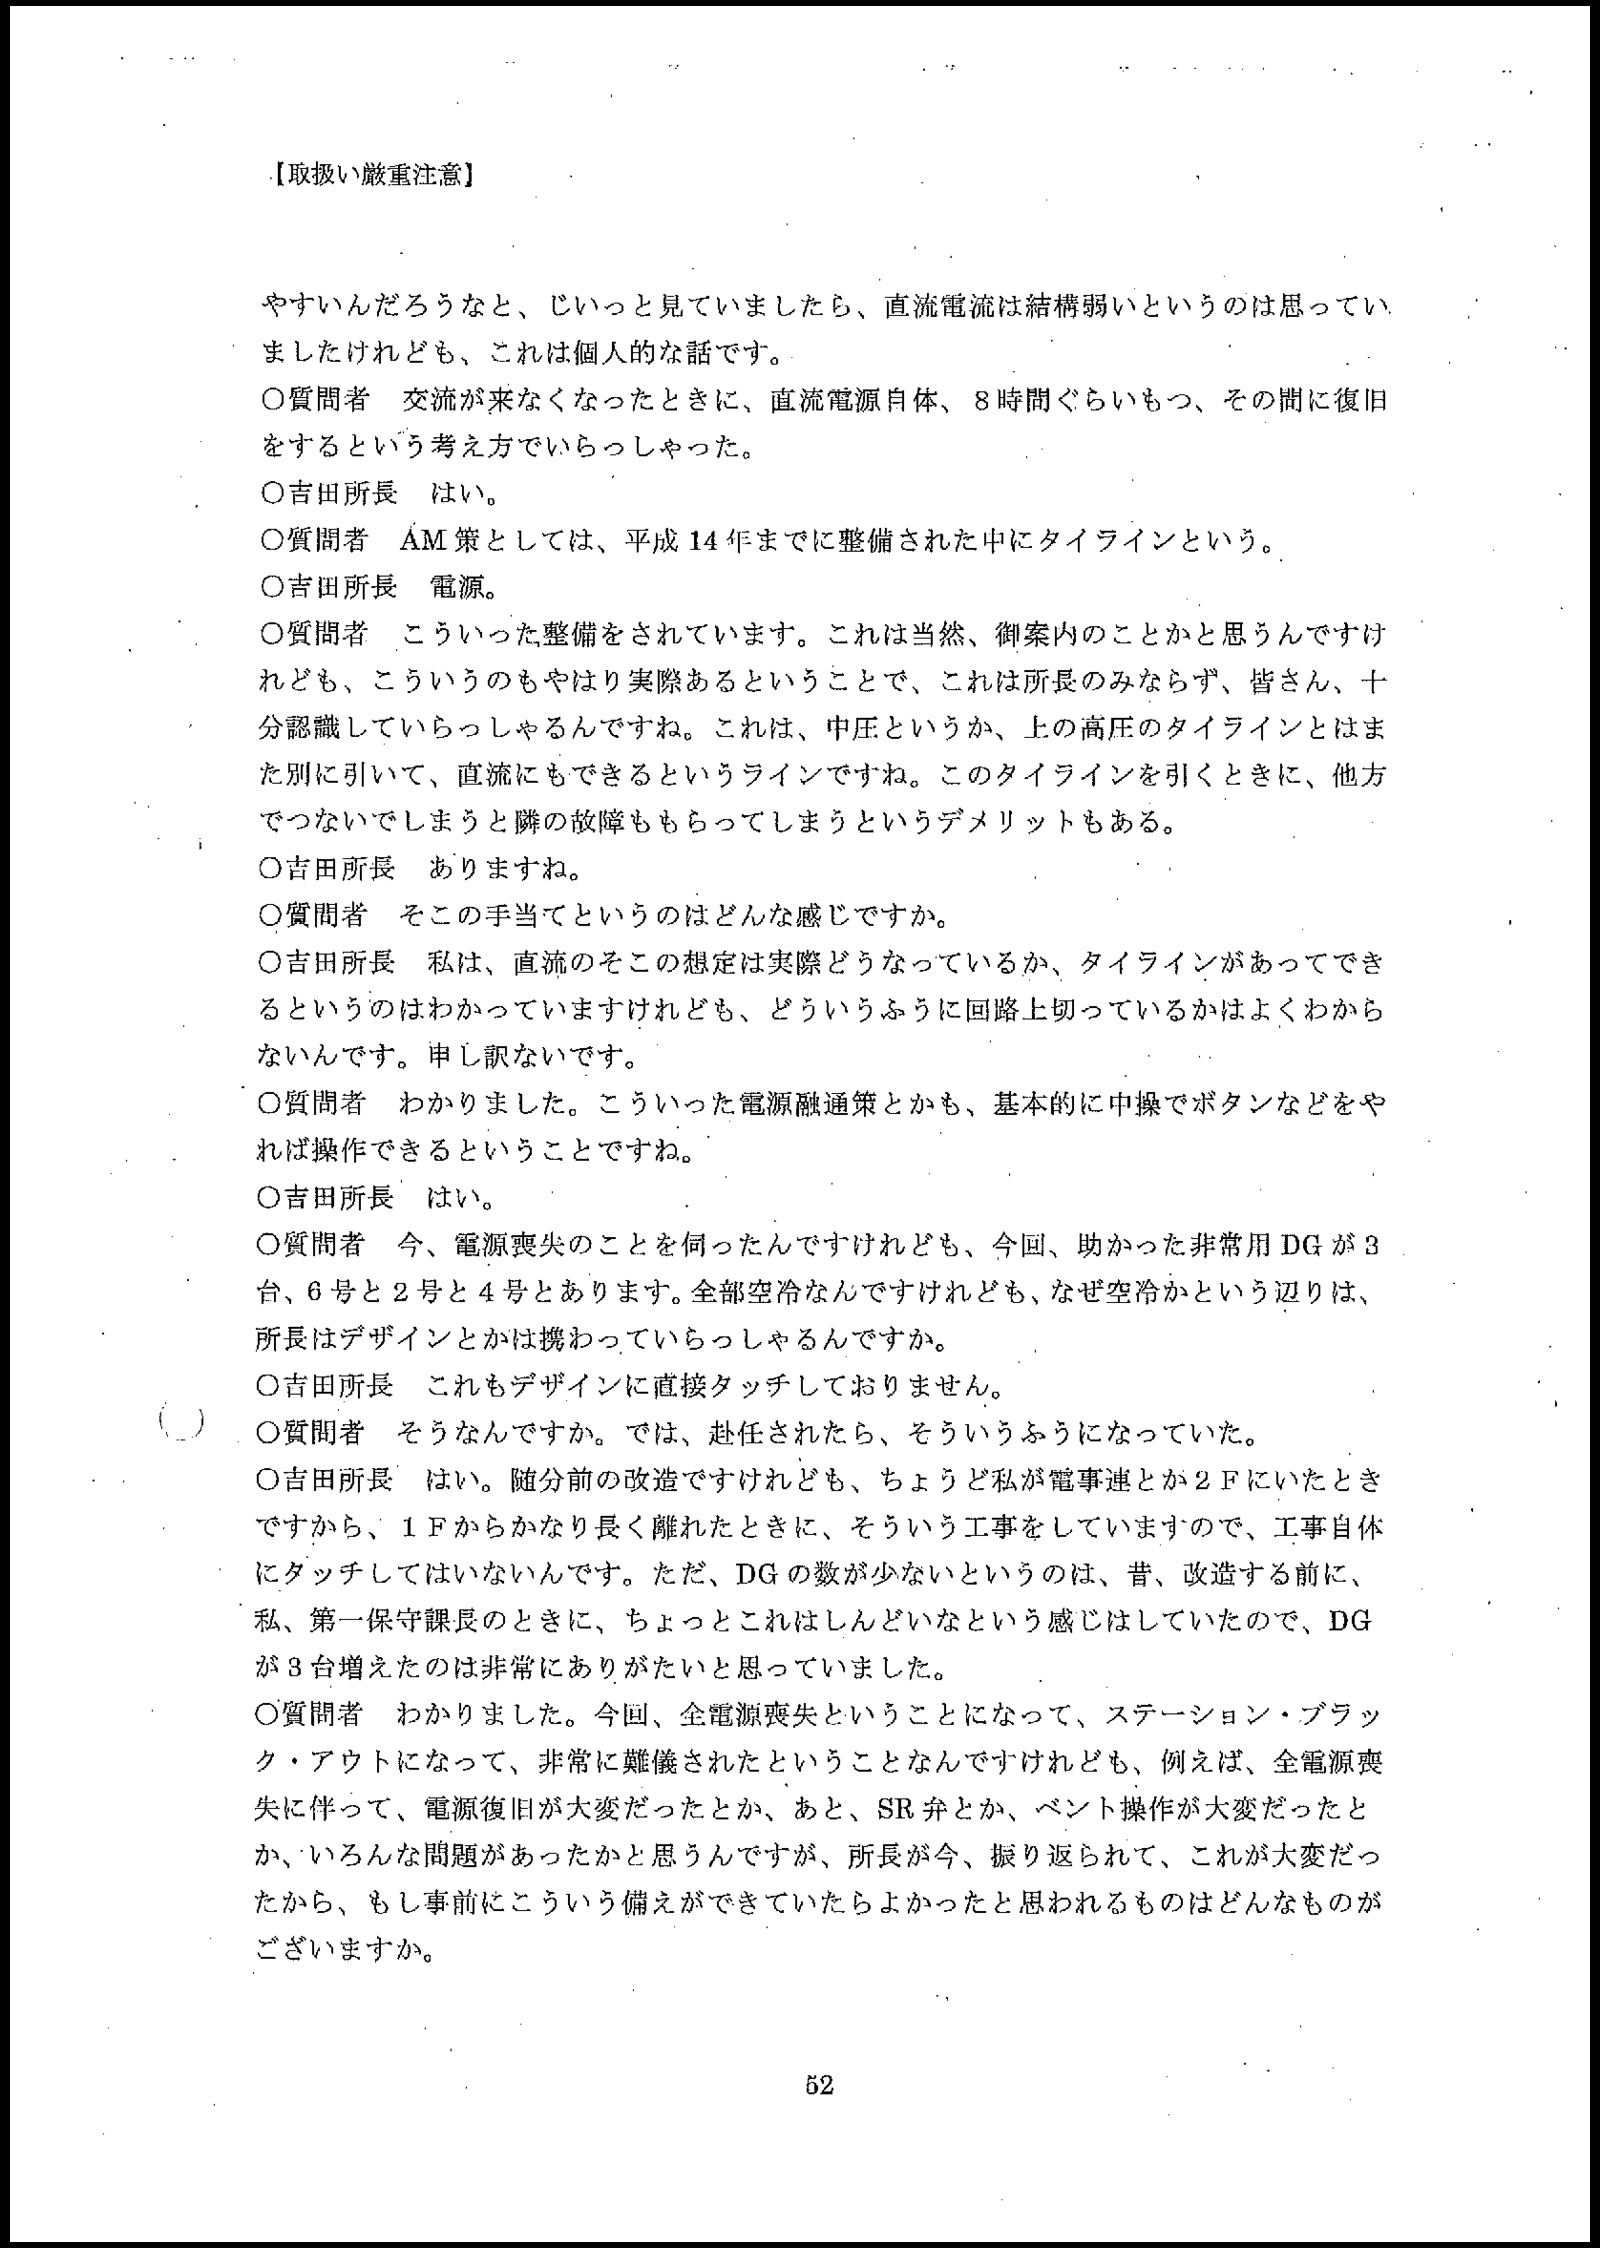 【取扱い厳重注意】
やすいんだろうなと、じいっと見ていましたら、直流電流は結構弱いというのは思ってい
ましたけれども、これは個人的な話です。
○質問者　交流が来なくなったときに、直流電源自体、８時間ぐらいもつ、その間に復旧
をするという考え方でいらっしゃった。
○吉田所長　はい。
○質問者　AM 策としては、平成 14 年までに整備された中にタイラインという。
○吉田所長　電源。
○質問者　こういった整備をされています。これは当然、御案内のことかと思うんですけ
れども、こういうのもやはり実際あるということで、これは所長のみならず、皆さん、十
分認識していらっしゃるんですね。これは、中圧というか、上の高圧のタイラインとはま
た別に引いて、直流にもできるというラインですね。このタイラインを引くときに、他方
でつないでしまうと隣の故障ももらってしまうというデメリットもある。
○吉田所長　ありますね。
○質問者　そこの手当てというのはどんな感じですか。
○吉田所長　私は、直流のそこの想定は実際どうなっているか、タイラインがあってでき
るというのはわかっていますけれども、どういうふうに回路上切っているかはよくわから
ないんです。申し訳ないです。
○質問者　わかりました。こういった電源融通策とかも、基本的に中操でボタンなどをや
れば操作できるということですね。
○吉田所長　はい。
○質問者　今、電源喪失のことを伺ったんですけれども、今回、助かった非常用 DG が３
台、６号と２号と４号とあります。全部空冷なんですけれども、なぜ空冷かという辺りは、
所長はデザインとかは携わっていらっしゃるんですか。
○吉田所長　これもデザインに直接タッチしておりません。
○質問者　そうなんですか。では、赴任されたら、そういうふうになっていた。
○吉田所長　はい。随分前の改造ですけれども、ちょうど私が電事連とか２Ｆにいたとき
ですから、１Ｆからかなり長く離れたときに、そういう工事をしていますので、工事自体
にタッチしてはいないんです。ただ、DG の数が少ないというのは、昔、改造する前に、
私、第一保守課長のときに、ちょっとこれはしんどいなという感じはしていたので、DG
が３台増えたのは非常にありがたいと思っていました。
○質問者　わかりました。今回、全電源喪失ということになって、ステーション・ブラッ
ク・アウトになって、非常に難儀されたということなんですけれども、例えば、全電源喪
失に伴って、電源復旧が大変だったとか、あと、SR 弁とか、ベント操作が大変だったと
か、いろんな問題があったかと思うんですが、所長が今、振り返られて、これが大変だっ
たから、もし事前にこういう備えができていたらよかったと思われるものはどんなものが
ございますか。
52